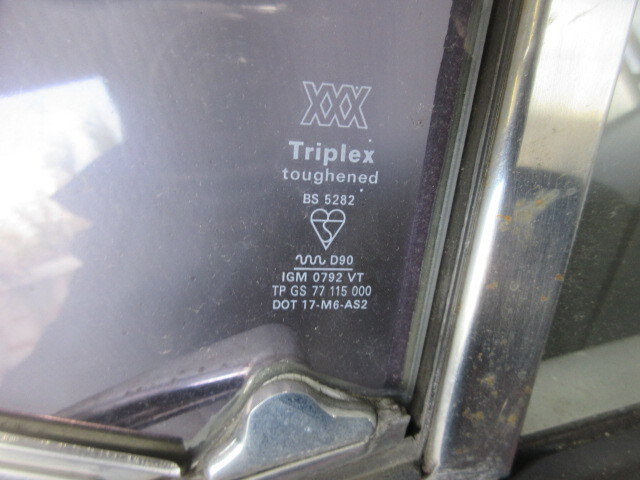 XXX
Triplex
toughened
BS 5282
D90
IGM 0792 VT
TP GS 77 115 000
DOT 17-M6-AS2